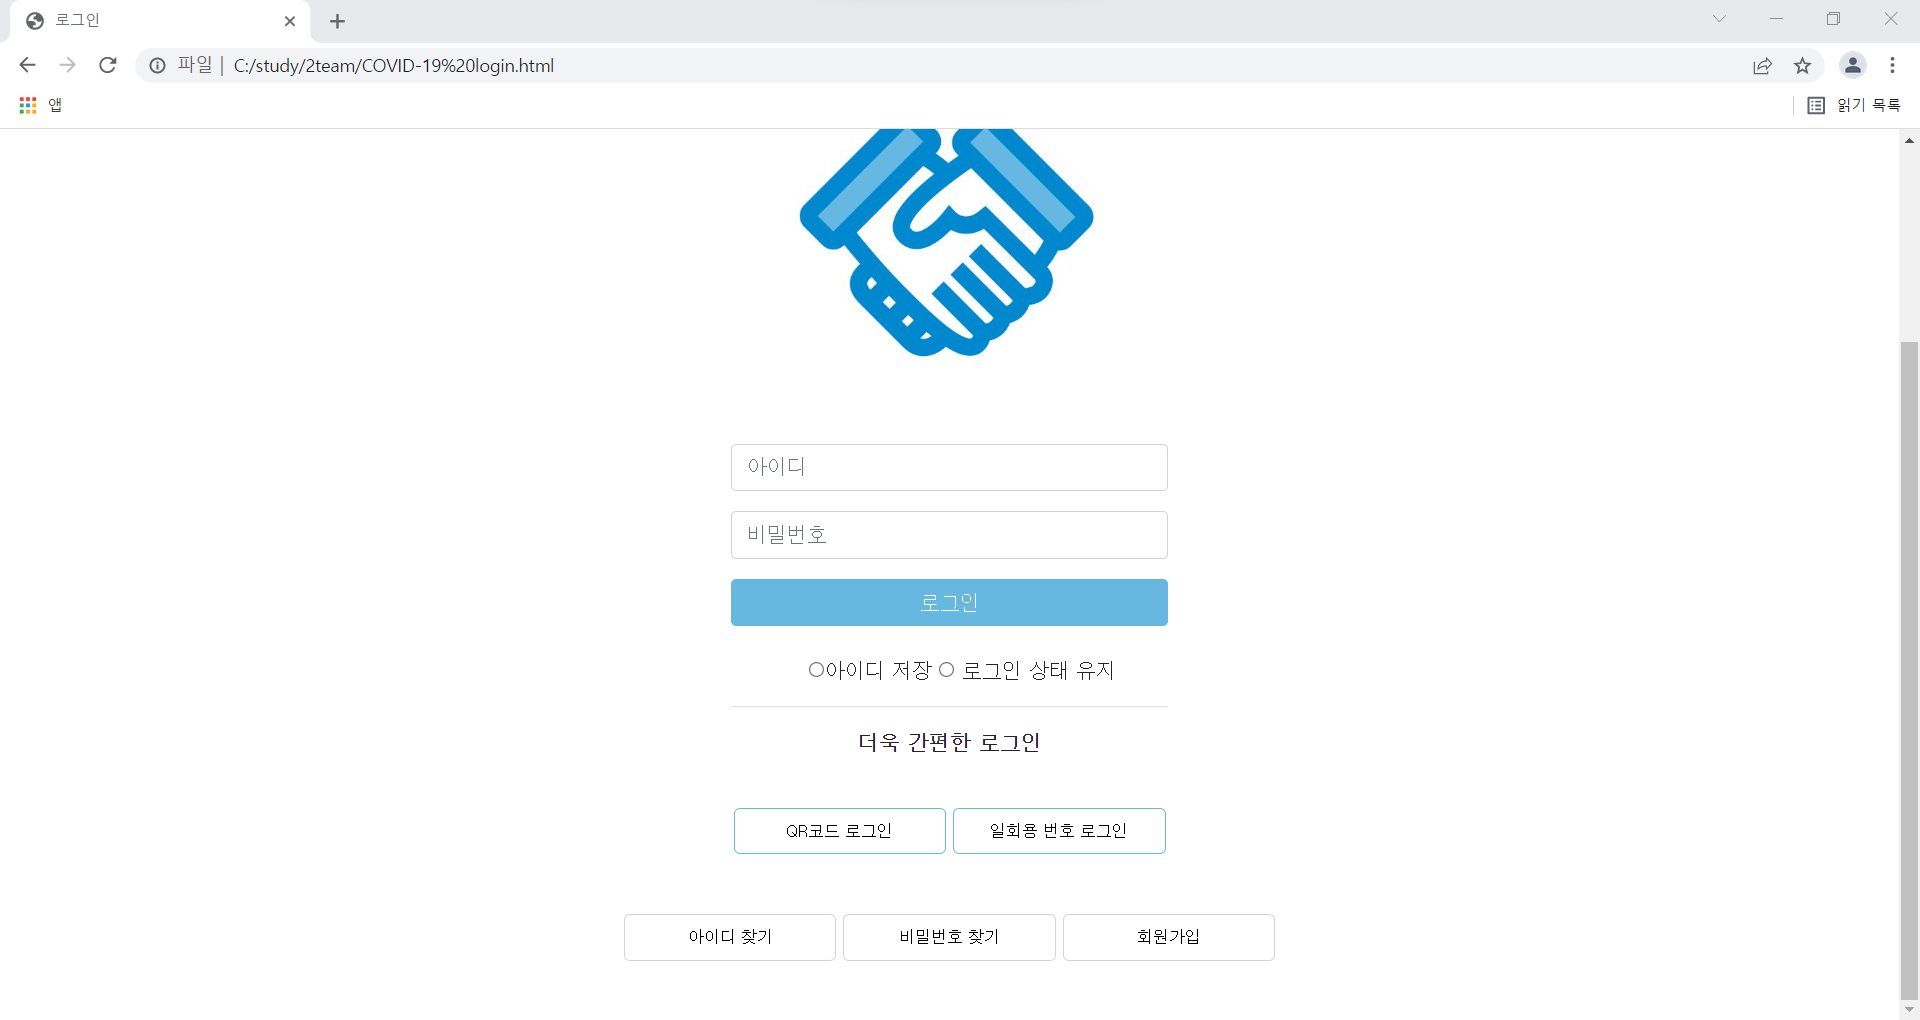 로그인
파일 | C:/study/2team/COVID-19%20login.html
앱
읽기 목록
아이디
비밀번호
로그인
아이디 저장 로그인 상태 유지
더욱 간편한 로그인
QR코드 로그인 일회용 번호 로그인
아이디 찾기 비밀번호 찾기 회원가입